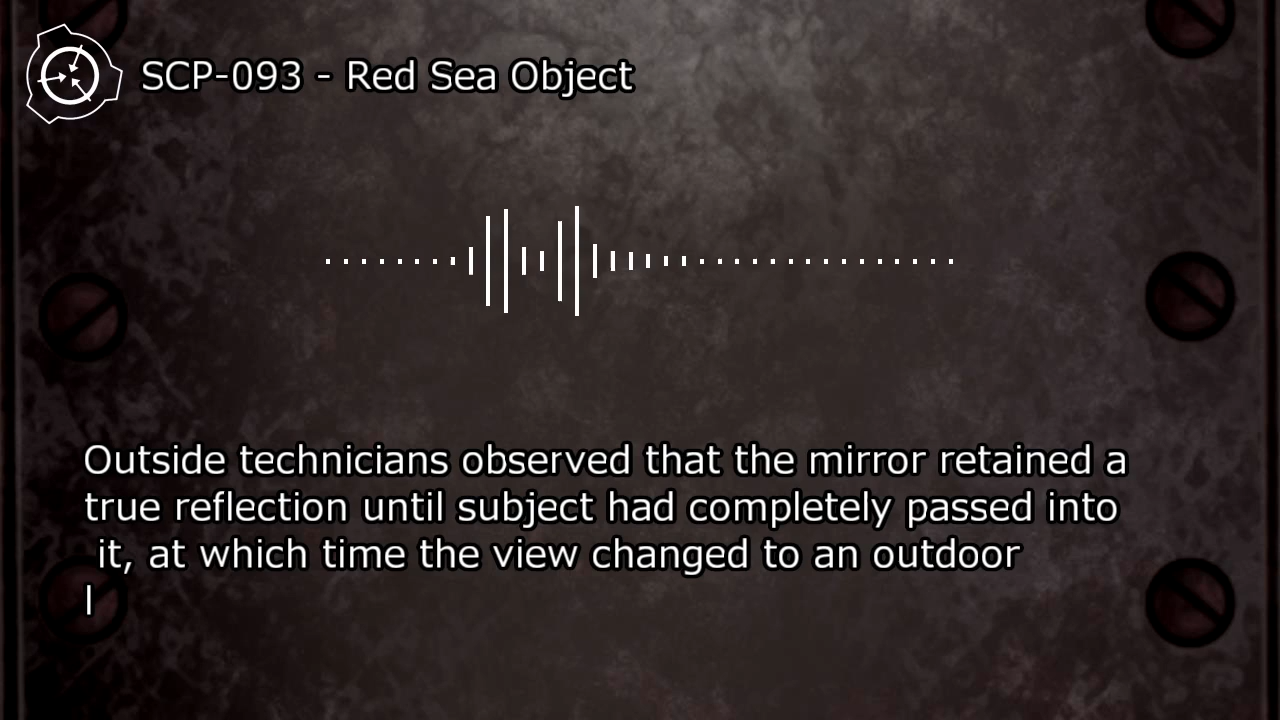 SCP-093 - Red Sea Object
Outside technicians observed that the mirror retained a
true reflection until subject had completely passed into
it, at which time the view changed to an outdoor
l